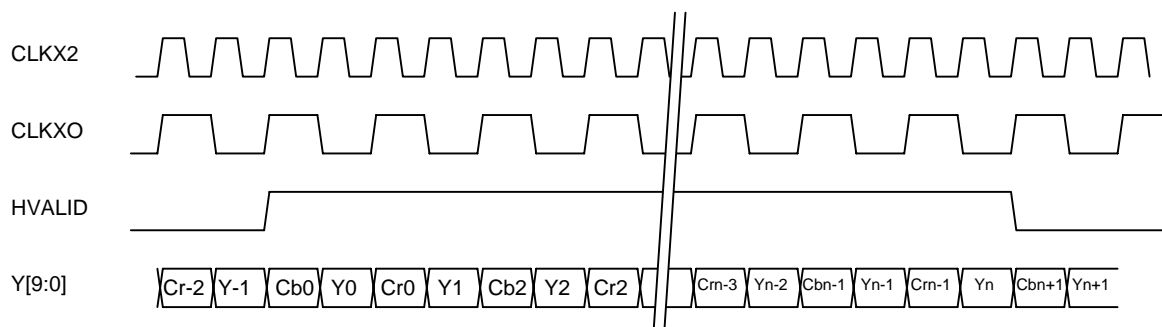 CLKX2
CLKXO
HVALID
Y[9:0] Cr-2 Y-1 Cb0 Y0 Cr0 Y1 Cb2 Y2 Cr2 Crn-3 Yn-2 Cbn-1 Yn-1 Crn-1 Yn Cbn+1 Yn+1